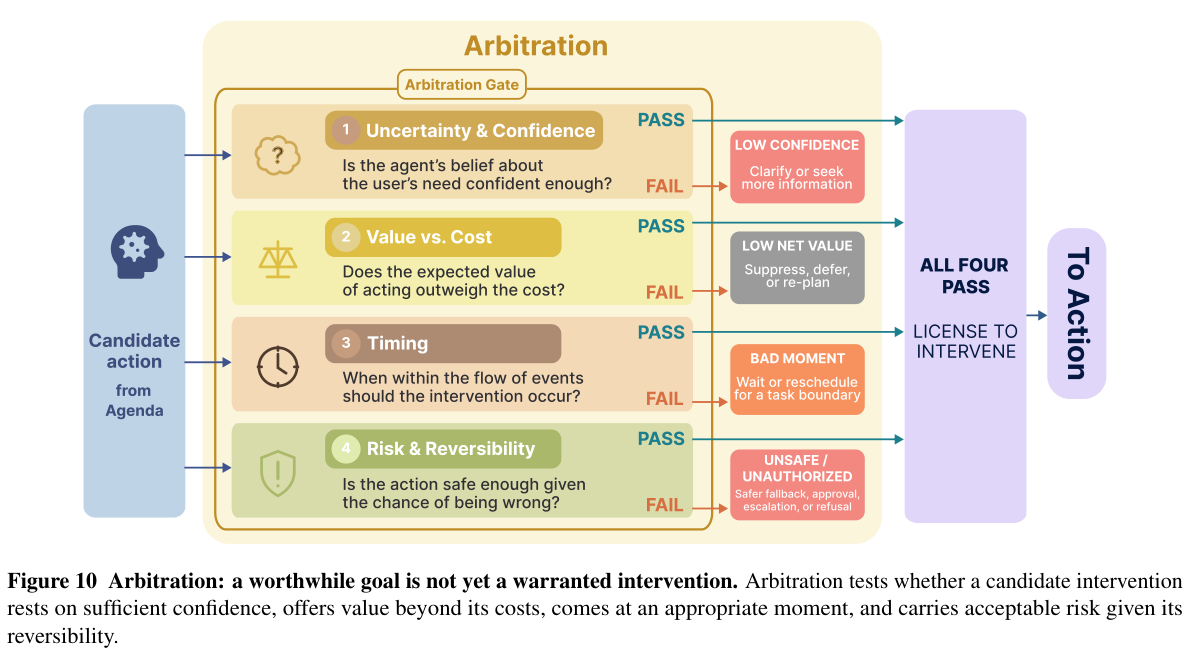 Arbitration
Arbitration Gate
Candidate
action
from
Agenda
1 Uncertainty & Confidence
Is the agent's belief about
the user's need confident enough?
PASS
FAIL
LOW CONFIDENCE
Clarify or seek
more information
2 Value vs. Cost
Does the expected value
of acting outweigh the cost?
PASS
FAIL
LOW NET VALUE
Suppress, defer,
or re-plan
3 Timing
When within the flow of events
should the intervention occur?
PASS
FAIL
BAD MOMENT
Wait or reschedule
for a task boundary
4 Risk & Reversibility
Is the action safe enough given
the chance of being wrong?
PASS
FAIL
UNSAFE /
UNAUTHORIZED
Safer fallback, approval,
escalation, or refusal
ALL FOUR
PASS
LICENSE TO
INTERVENE
To Action
Figure 10 Arbitration: a worthwhile goal is not yet a warranted intervention. Arbitration tests whether a candidate intervention
rests on sufficient confidence, offers value beyond its costs, comes at an appropriate moment, and carries acceptable risk given its
reversibility.